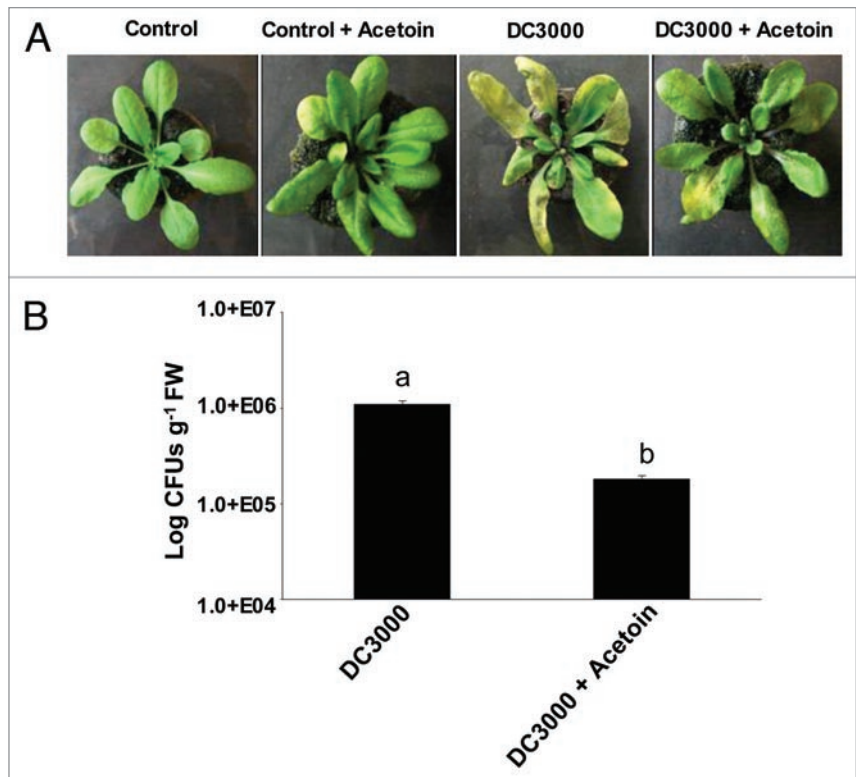 A
Control
Control + Acetoin
DC3000
DC3000 + Acetoin
B
Log CFUs g⁻¹ FW
1.0+E07
1.0+E06
1.0+E05
1.0+E04
a
b
DC3000
DC3000 + Acetoin